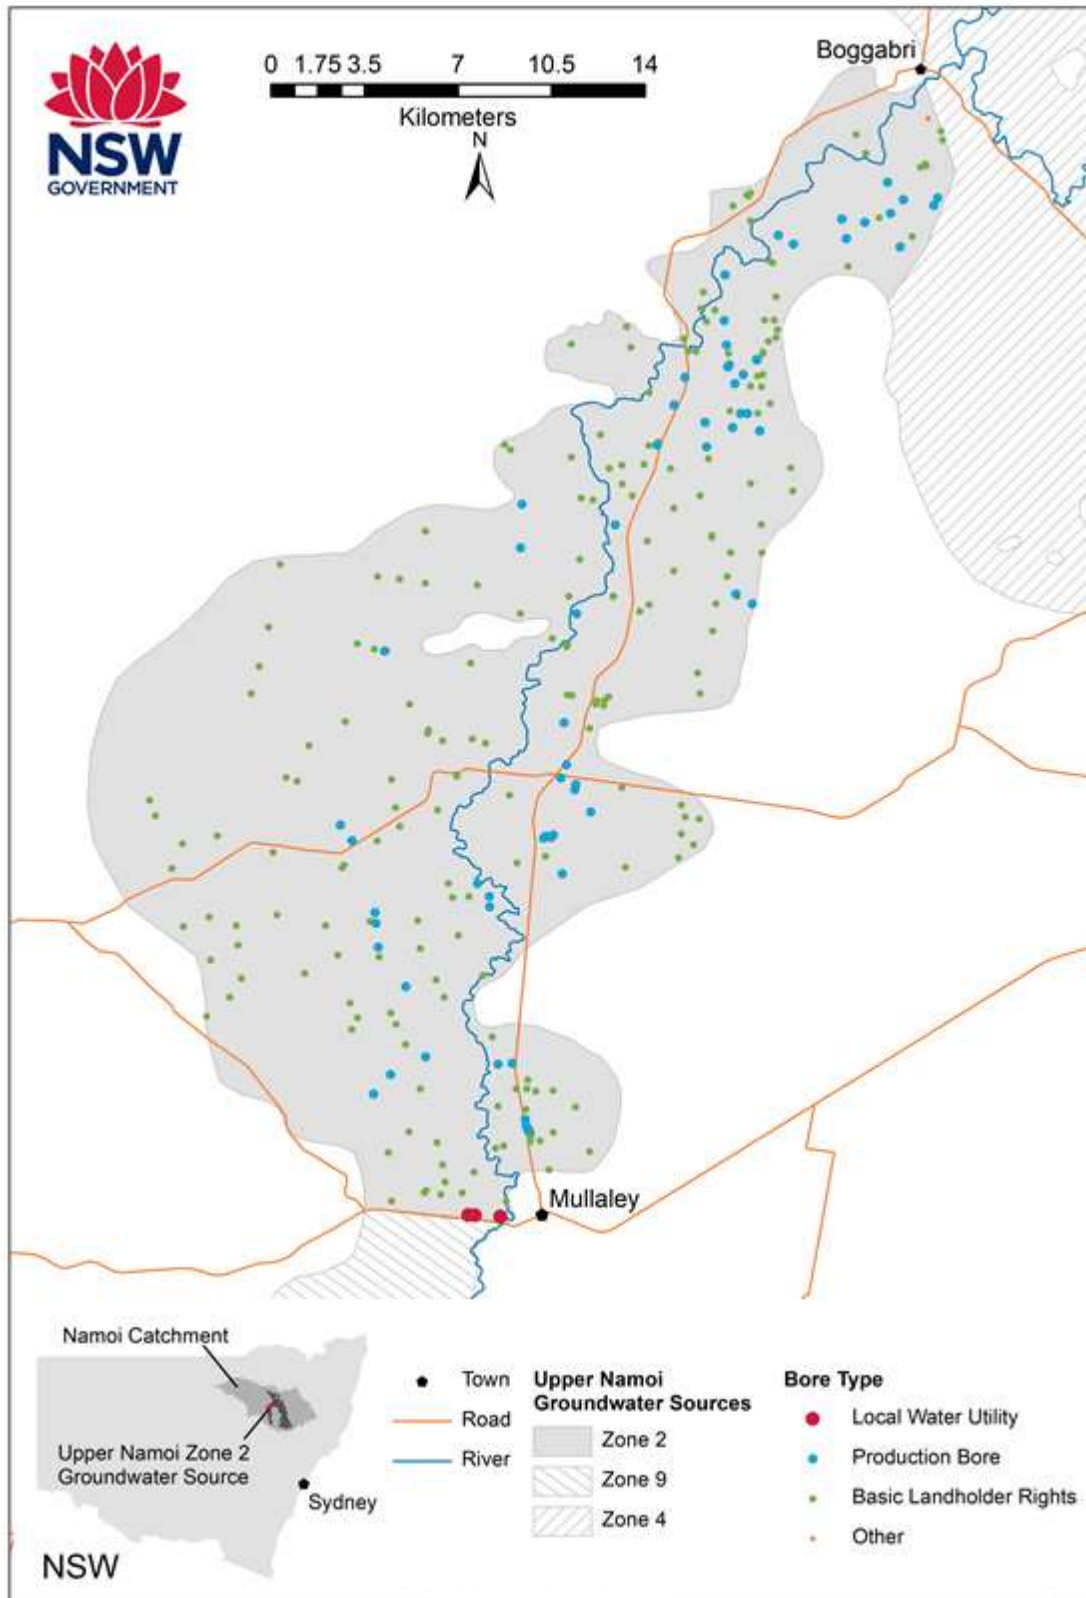 Boggabri
0 1.75 3.5 7 10.5 14
Kilometers
N
NSW
GOVERNMENT
Mullaley
Namoi Catchment
Upper Namoi Zone 2
Groundwater Source
Sydney
NSW
Town
Road
River
Upper Namoi
Groundwater Sources
Zone 2
Zone 9
Zone 4
Bore Type
Local Water Utility
Production Bore
Basic Landholder Rights
Other